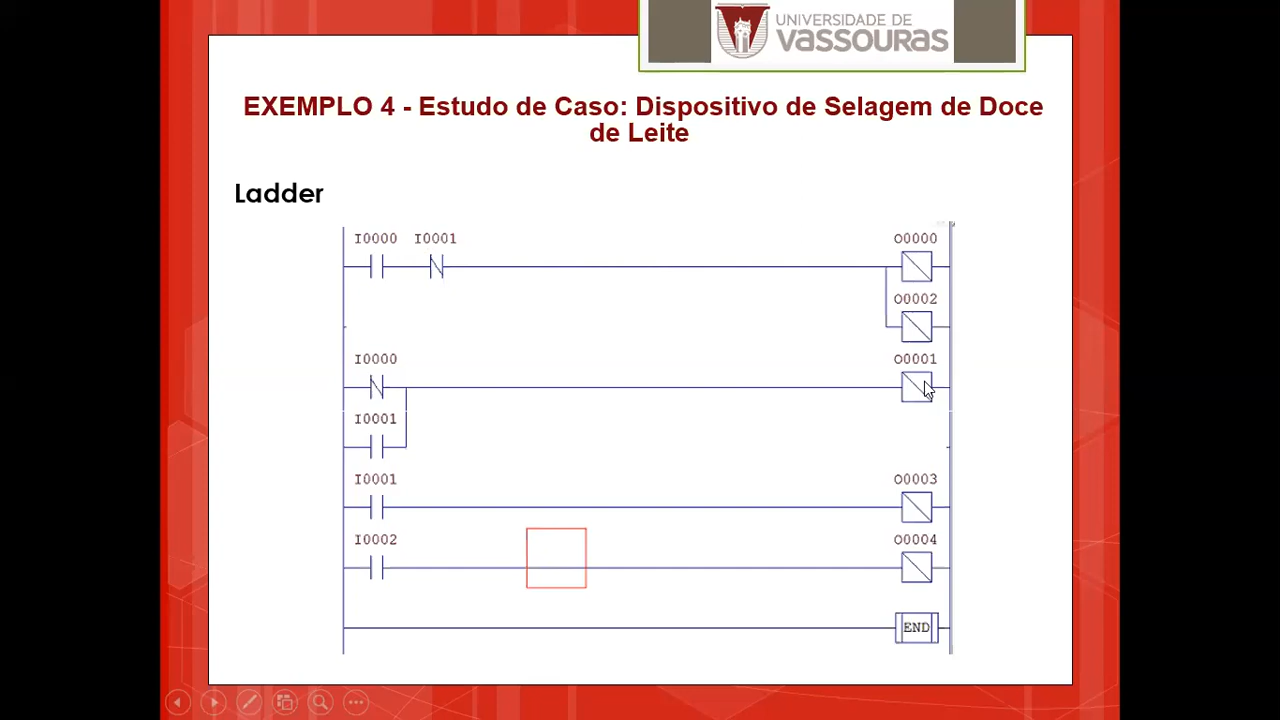 UNIVERSIDADE DE
VASSOURAS
EXEMPLO 4 - Estudo de Caso: Dispositivo de Selagem de Doce
de Leite
Ladder
I0000 I0001 O0000
O0002
I0000 O0001
I0001
I0001 O0003
I0002 O0004
END